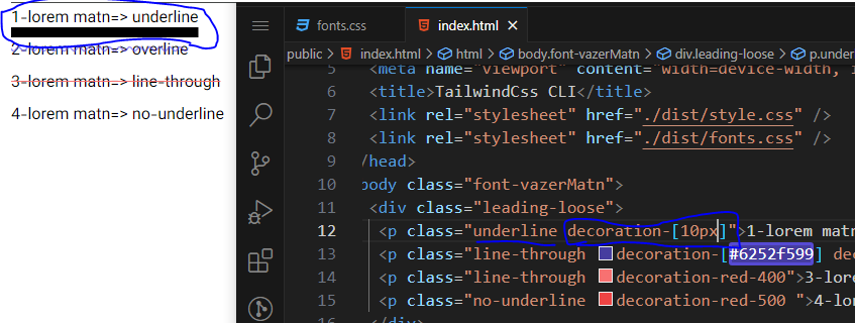 1-lorem matn=> underline
2-lorem matn=> overline
3-lorem matn=> line-through
4-lorem matn=> no-underline
fonts.css
index.html
public > index.html > html > body.font-vazerMatn > div.leading-loose > p.under
5 <meta name="viewport" content="width=device-width, i
6 <title>TailwindCss CLI</title>
7 <link rel="stylesheet" href="./dist/style.css" />
8 <link rel="stylesheet" href="./dist/fonts.css" />
9 /head>
10 body class="font-vazerMatn">
11 <div class="leading-loose">
12 <p class="underline decoration-[10px]">1-lorem matn
13 <p class="line-through decoration-[#6252f599] dec
14 <p class="line-through decoration-red-400">3-lor
15 <p class="no-underline decoration-red-500 ">4-lo
16 </div>